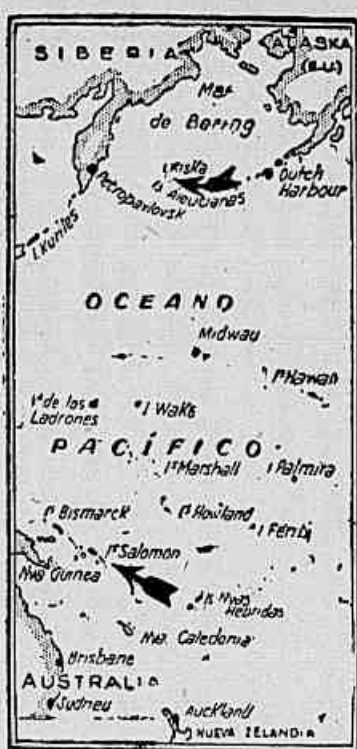 SIBERIA
ALASKA
(E.U.)
Mar
de Bering
Kiska
Is Aleutianas
Dutch
Harbour
Petropavlovsk
I. Kuriles
OCEANO
Midway
Is Hawai
Is de los
Ladrones
I Wake
PACÍFICO
Is Marshall
I Palmira
Is Bismarck
Is Howland
Is Salomon
Nva Guinea
Is Nvas
Hebridas
Nva. Caledonia
Brisbane
AUSTRALIA
Sudney
Auckland
NUEVA ZELANDIA